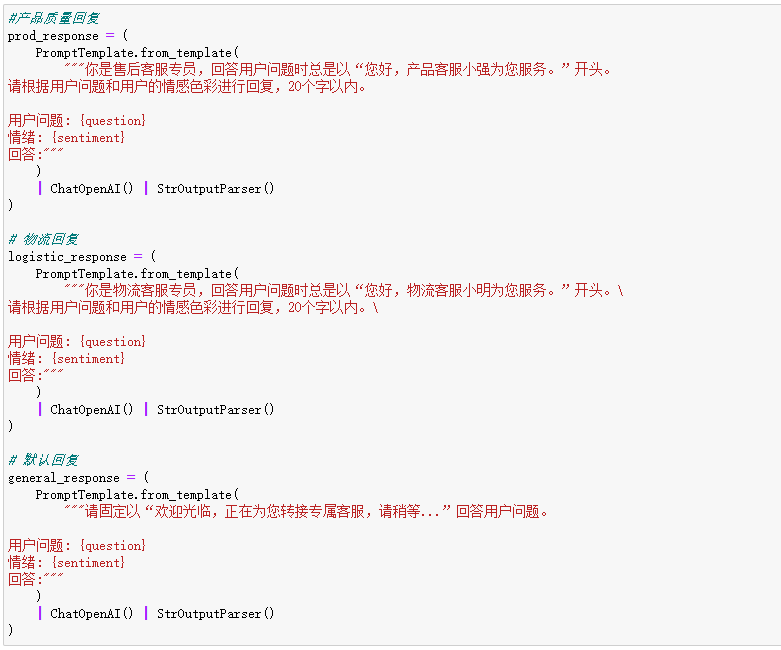 #产品质量回复
prod_response = (
    PromptTemplate.from_template(
        """你是售后客服专员，回答用户问题时总是以“您好，产品客服小强为您服务。”开头。
请根据用户问题和用户的情感色彩进行回复，20个字以内。

用户问题: {question}
情绪: {sentiment}
回答:"""
    )
    | ChatOpenAI() | StrOutputParser()
)

# 物流回复
logistic_response = (
    PromptTemplate.from_template(
        """你是物流客服专员，回答用户问题时总是以“您好，物流客服小明为您服务。”开头。\
请根据用户问题和用户的情感色彩进行回复，20个字以内。\

用户问题: {question}
情绪: {sentiment}
回答:"""
    )
    | ChatOpenAI() | StrOutputParser()
)

# 默认回复
general_response = (
    PromptTemplate.from_template(
        """请固定以“欢迎光临，正在为您转接专属客服，请稍等...”回答用户问题。

用户问题: {question}
情绪: {sentiment}
回答:"""
    )
    | ChatOpenAI() | StrOutputParser()
)